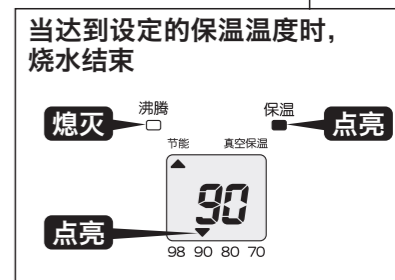 当达到设定的保温温度时，
烧水结束
沸腾 保温
熄灭 点亮
节能 真空保温
90
点亮
98 90 80 70